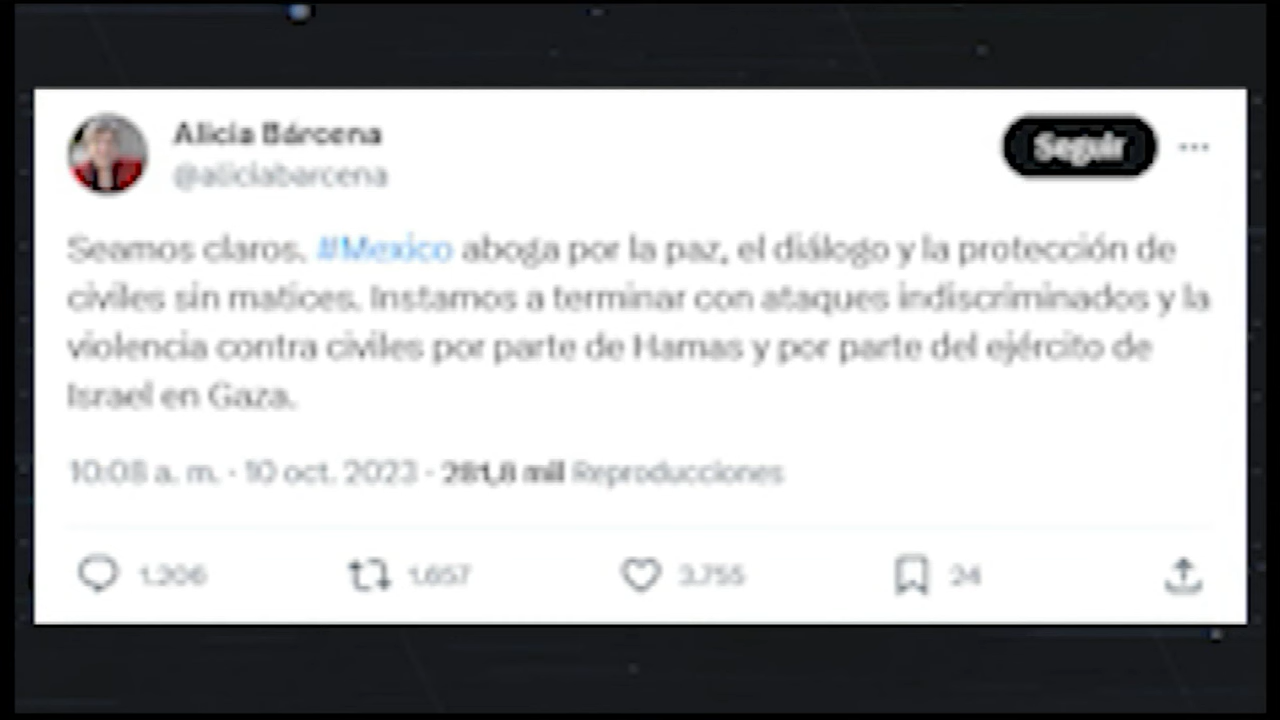 Alicia Bárcena
@aliciabarcena
Seguir
Seamos claros. #Mexico aboga por la paz, el diálogo y la protección de
civiles sin matices. Instamos a terminar con ataques indiscriminados y la
violencia contra civiles por parte de Hamas y por parte del ejército de
Israel en Gaza.
10:08 a. m. · 10 oct. 2023 · 281,8 mil Reproducciones
1.206 1.657 3.755 24